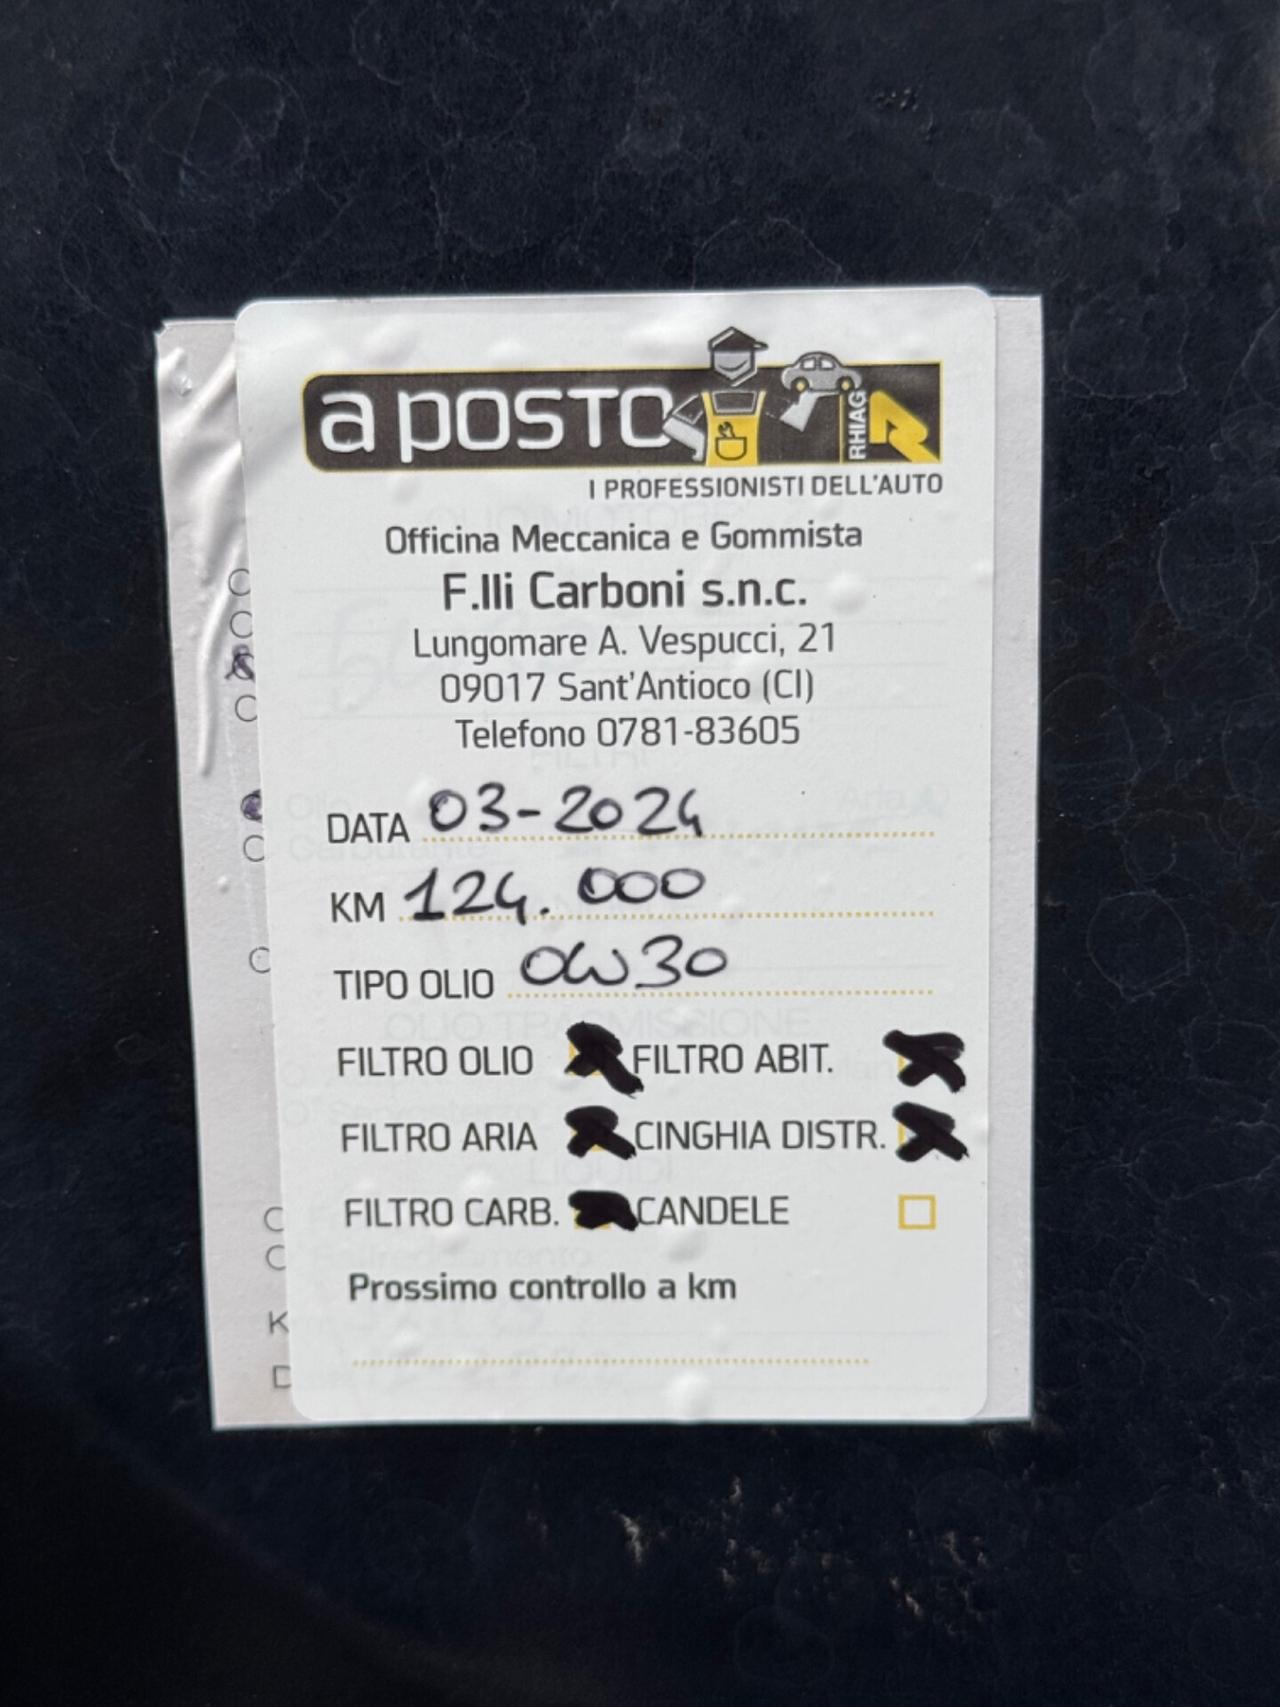 a posto
RHIAG
I PROFESSIONISTI DELL'AUTO
Officina Meccanica e Gommista
F.lli Carboni s.n.c.
Lungomare A. Vespucci, 21
09017 Sant'Antioco (CI)
Telefono 0781-83605
DATA 03-2024
KM 124.000
TIPO OLIO 0W30
FILTRO OLIO FILTRO ABIT.
FILTRO ARIA CINGHIA DISTR.
FILTRO CARB. CANDELE
Prossimo controllo a km